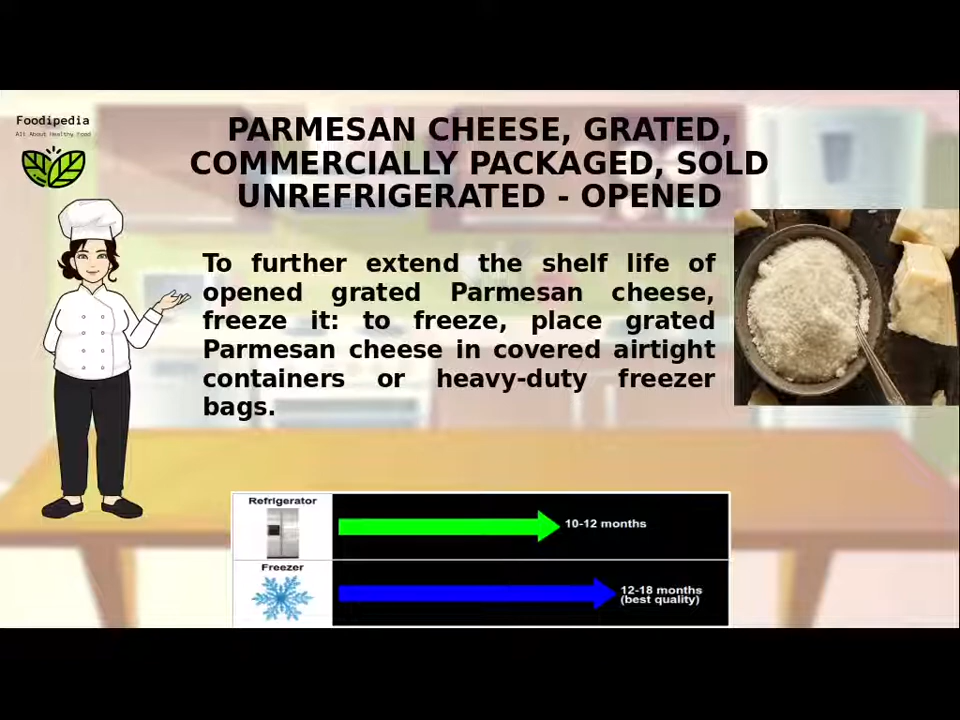 Foodipedia
All About Healthy Food
PARMESAN CHEESE, GRATED,
COMMERCIALLY PACKAGED, SOLD
UNREFRIGERATED - OPENED
To further extend the shelf life of
opened grated Parmesan cheese,
freeze it: to freeze, place grated
Parmesan cheese in covered airtight
containers or heavy-duty freezer
bags.
Refrigerator
10-12 months
Freezer
12-18 months
(best quality)